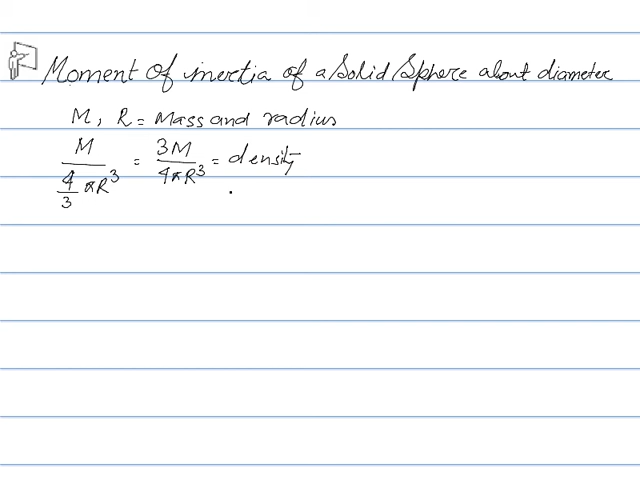 Moment of inertia of a Solid Sphere about diameter
M, R = Mass and radius
M / (4/3 πR³) = 3M / 4πR³ = density